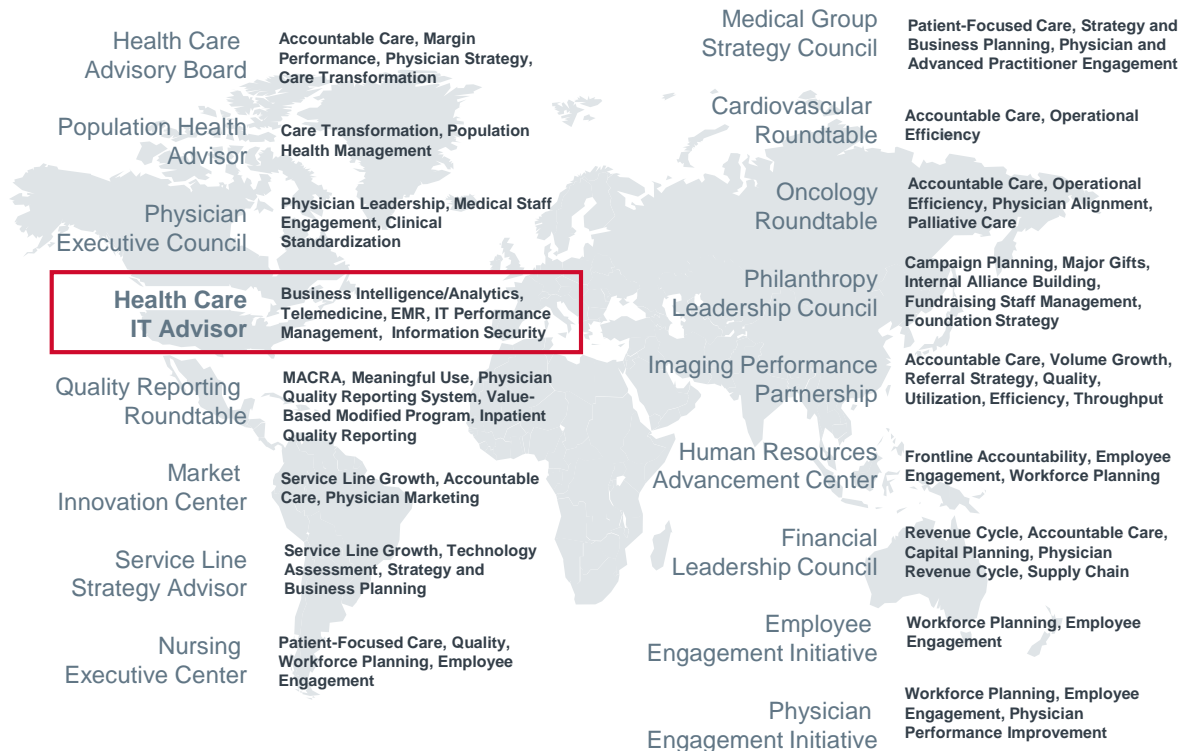 Health Care
Advisory Board
Accountable Care, Margin
Performance, Physician Strategy,
Care Transformation
Population Health
Advisor
Care Transformation, Population
Health Management
Physician
Executive Council
Physician Leadership, Medical Staff
Engagement, Clinical
Standardization
Health Care
IT Advisor
Business Intelligence/Analytics,
Telemedicine, EMR, IT Performance
Management, Information Security
Quality Reporting
Roundtable
MACRA, Meaningful Use, Physician
Quality Reporting System, Value-
Based Modified Program, Inpatient
Quality Reporting
Market
Innovation Center
Service Line Growth, Accountable
Care, Physician Marketing
Service Line
Strategy Advisor
Service Line Growth, Technology
Assessment, Strategy and
Business Planning
Nursing
Executive Center
Patient-Focused Care, Quality,
Workforce Planning, Employee
Engagement
Medical Group
Strategy Council
Patient-Focused Care, Strategy and
Business Planning, Physician and
Advanced Practitioner Engagement
Cardiovascular
Roundtable
Accountable Care, Operational
Efficiency
Oncology
Roundtable
Accountable Care, Operational
Efficiency, Physician Alignment,
Palliative Care
Philanthropy
Leadership Council
Campaign Planning, Major Gifts,
Internal Alliance Building,
Fundraising Staff Management,
Foundation Strategy
Imaging Performance
Partnership
Accountable Care, Volume Growth,
Referral Strategy, Quality,
Utilization, Efficiency, Throughput
Human Resources
Advancement Center
Frontline Accountability, Employee
Engagement, Workforce Planning
Financial
Leadership Council
Revenue Cycle, Accountable Care,
Capital Planning, Physician
Revenue Cycle, Supply Chain
Employee
Engagement Initiative
Workforce Planning, Employee
Engagement
Physician
Engagement Initiative
Workforce Planning, Employee
Engagement, Physician
Performance Improvement